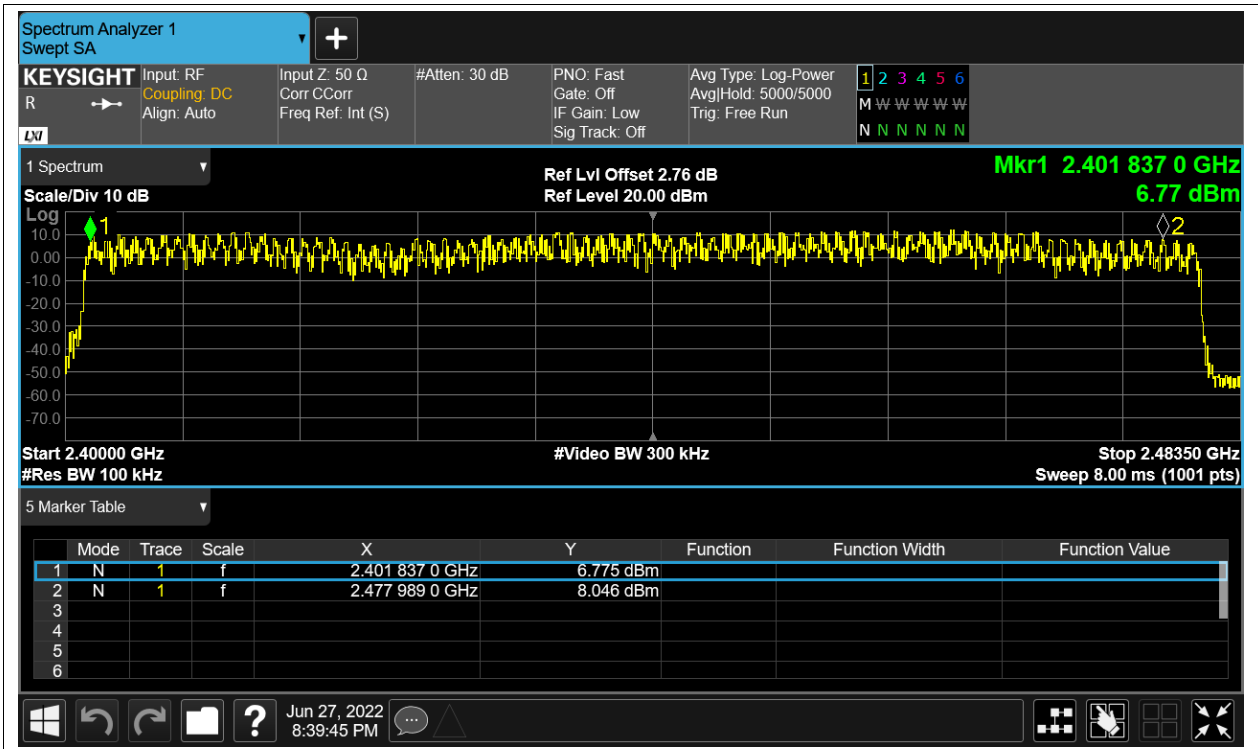 Spectrum Analyzer 1
Swept SA
+
KEYSIGHT Input: RF Input Z: 50 Ω #Atten: 30 dB PNO: Fast Avg Type: Log-Power 1 2 3 4 5 6
R Coupling: DC Corr CCorr Gate: Off Avg|Hold: 5000/5000 M W W W W W
Align: Auto Freq Ref: Int (S) IF Gain: Low Trig: Free Run
LXI Sig Track: Off N N N N N N
1 Spectrum Ref Lvl Offset 2.76 dB Mkr1 2.401 837 0 GHz
Scale/Div 10 dB Ref Level 20.00 dBm 6.77 dBm
Log 1 2
10.0
0.00
-10.0
-20.0
-30.0
-40.0
-50.0
-60.0
-70.0
Start 2.40000 GHz #Video BW 300 kHz Stop 2.48350 GHz
#Res BW 100 kHz Sweep 8.00 ms (1001 pts)
5 Marker Table
Mode Trace Scale X Y Function Function Width Function Value
1 N 1 f 2.401 837 0 GHz 6.775 dBm
2 N 1 f 2.477 989 0 GHz 8.046 dBm
3
4
5
6
? Jun 27, 2022
8:39:45 PM